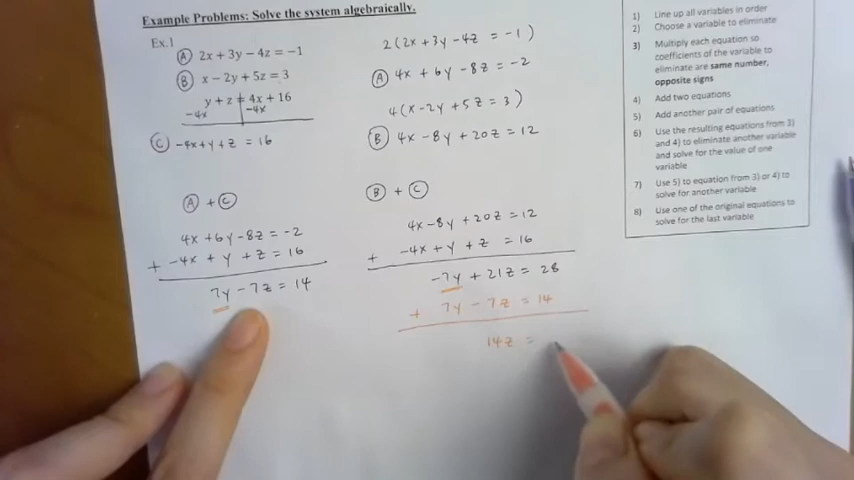 Example Problems: Solve the system algebraically.
Ex.1
Ⓐ 2x + 3y – 4z = –1
Ⓑ x – 2y + 5z = 3
y + z = 4x + 16
-4x -4x
Ⓒ -4x + y + z = 16
Ⓐ + Ⓒ
4x + 6y - 8z = -2
+ -4x + y + z = 16
7y - 7z = 14
2(2x + 3y - 4z = -1)
Ⓐ 4x + 6y - 8z = -2
4(x - 2y + 5z = 3)
Ⓑ 4x - 8y + 20z = 12
Ⓑ + Ⓒ
4x - 8y + 20z = 12
+ -4x + y + z = 16
-7y + 21z = 28
+ 7y - 7z = 14
14z =
1) Line up all variables in order
2) Choose a variable to eliminate
3) Multiply each equation so
coefficients of the variable to
eliminate are same number,
opposite signs
4) Add two equations
5) Add another pair of equations
6) Use the resulting equations from 3)
and 4) to eliminate another variable
and solve for the value of one
variable
7) Use 5) to equation from 3) or 4) to
solve for another variable
8) Use one of the original equations to
solve for the last variable